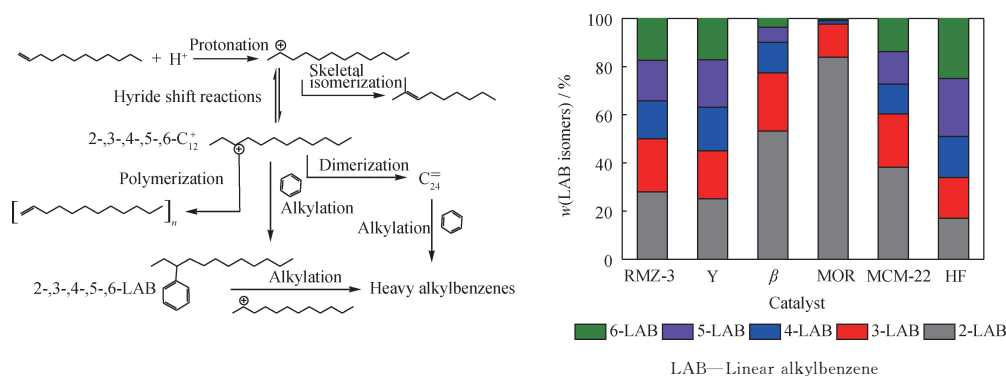 + H⁺
Protonation
⊕
Skeletal
isomerization
Hyride shift reactions
2-,3-,4-,5-,6-C₁₂⁺
⊕
Dimerization
Polymerization
C₂₄⁼
Alkylation
Alkylation
[ ]ₙ
2-,3-,4-,5-,6-LAB
Alkylation
Heavy alkylbenzenes
⊕
w(LAB isomers) / %
100
80
60
40
20
0
RMZ-3 Y β MOR MCM-22 HF
Catalyst
6-LAB 5-LAB 4-LAB 3-LAB 2-LAB
LAB—Linear alkylbenzene